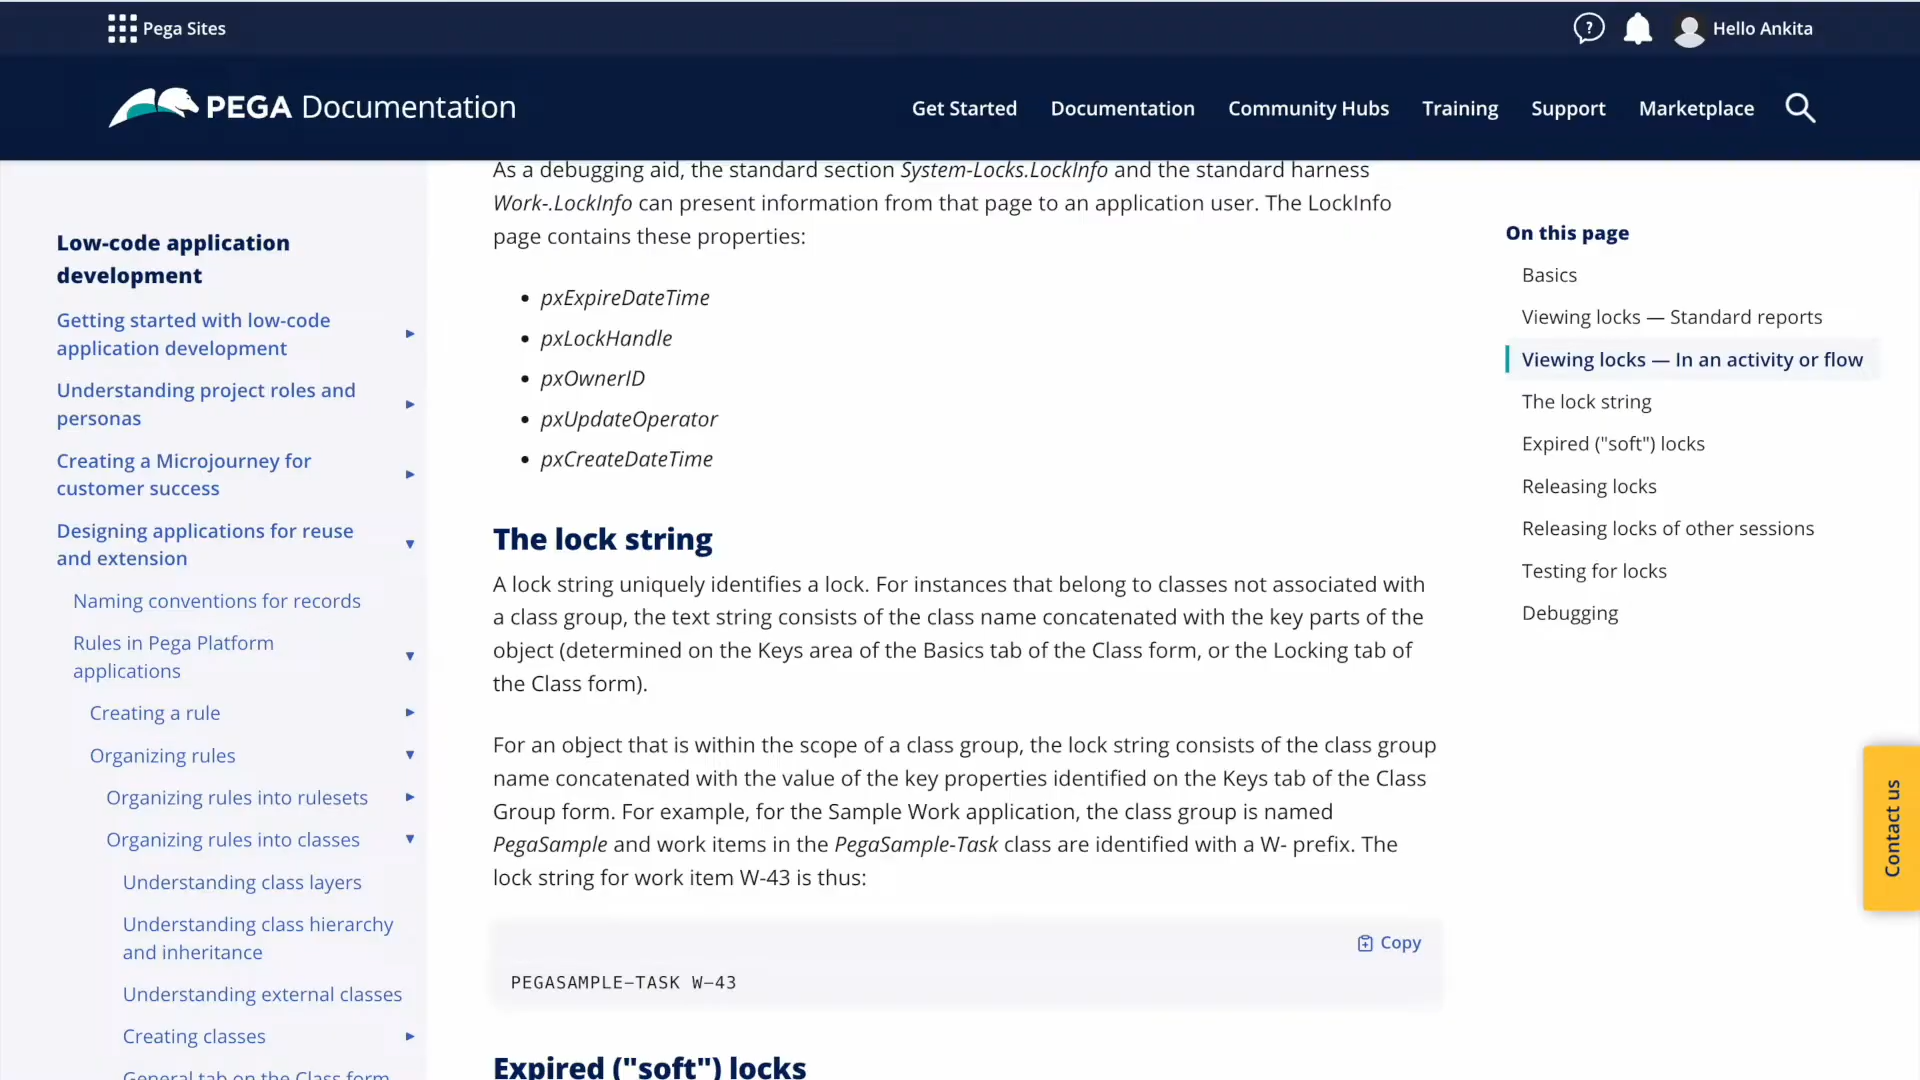 Pega Sites
Hello Ankita
PEGA Documentation
Get Started
Documentation
Community Hubs
Training
Support
Marketplace
Low-code application
development
Getting started with low-code
application development
Understanding project roles and
personas
Creating a Microjourney for
customer success
Designing applications for reuse
and extension
Naming conventions for records
Rules in Pega Platform
applications
Creating a rule
Organizing rules
Organizing rules into rulesets
Organizing rules into classes
Understanding class layers
Understanding class hierarchy
and inheritance
Understanding external classes
Creating classes
General tab on the Class form
As a debugging aid, the standard section System-Locks.LockInfo and the standard harness
Work-.LockInfo can present information from that page to an application user. The LockInfo
page contains these properties:
• pxExpireDateTime
• pxLockHandle
• pxOwnerID
• pxUpdateOperator
• pxCreateDateTime
The lock string
A lock string uniquely identifies a lock. For instances that belong to classes not associated with
a class group, the text string consists of the class name concatenated with the key parts of the
object (determined on the Keys area of the Basics tab of the Class form, or the Locking tab of
the Class form).
For an object that is within the scope of a class group, the lock string consists of the class group
name concatenated with the value of the key properties identified on the Keys tab of the Class
Group form. For example, for the Sample Work application, the class group is named
PegaSample and work items in the PegaSample-Task class are identified with a W- prefix. The
lock string for work item W-43 is thus:
Copy
PEGASAMPLE-TASK W-43
Expired ("soft") locks
On this page
Basics
Viewing locks — Standard reports
Viewing locks — In an activity or flow
The lock string
Expired ("soft") locks
Releasing locks
Releasing locks of other sessions
Testing for locks
Debugging
Contact us